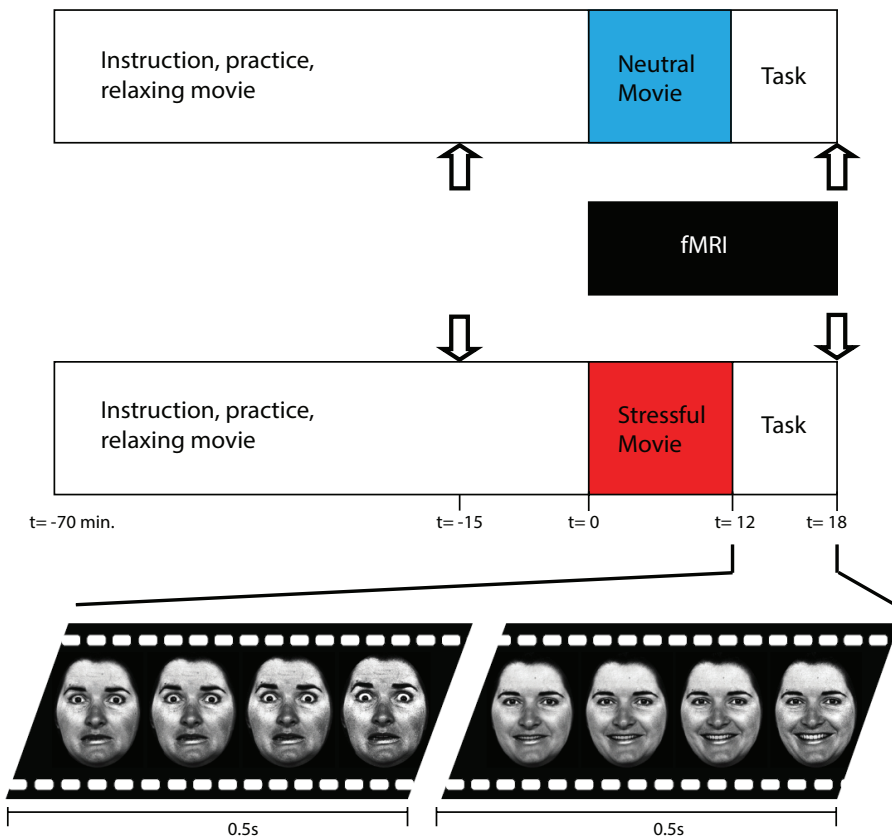 Instruction, practice,
relaxing movie
Neutral
Movie
Task
fMRI
Instruction, practice,
relaxing movie
Stressful
Movie
Task
t= -70 min.
t= -15
t= 0
t= 12
t= 18
0.5s
0.5s